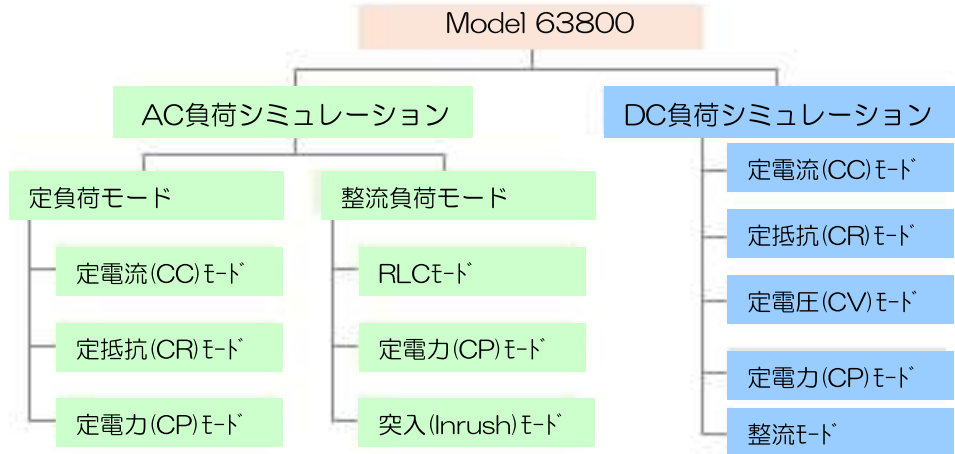 Model 63800
AC負荷シミュレーション
DC負荷シミュレーション
定負荷モード
定電流(CC)ﾓｰﾄﾞ
定抵抗(CR)ﾓｰﾄﾞ
定電力(CP)ﾓｰﾄﾞ
整流負荷モード
RLCﾓｰﾄﾞ
定電力(CP)ﾓｰﾄﾞ
突入(Inrush)ﾓｰﾄﾞ
定電流(CC)ﾓｰﾄﾞ
定抵抗(CR)ﾓｰﾄﾞ
定電圧(CV)ﾓｰﾄﾞ
定電力(CP)ﾓｰﾄﾞ
整流ﾓｰﾄﾞ